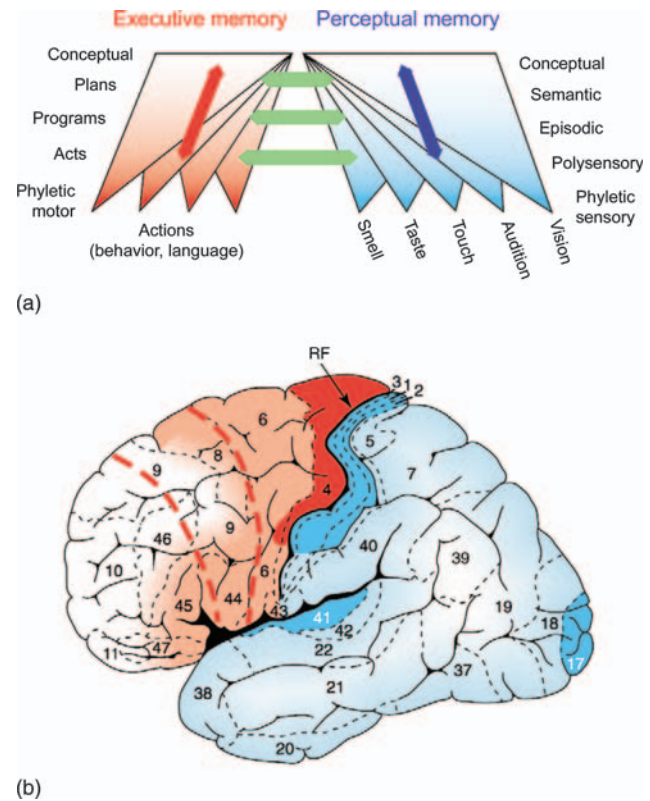 Executive memory Perceptual memory
Conceptual
Plans
Programs
Acts
Phyletic
motor
Actions
(behavior, language)
Conceptual
Semantic
Episodic
Polysensory
Phyletic
sensory
Smell
Taste
Touch
Audition
Vision
(a)
RF
3 1 2
6
5
8
7
9
4
9
46
40
39
10
6
19
45
44
43
41
18
42
47
22
17
11
38
21
37
20
(b)